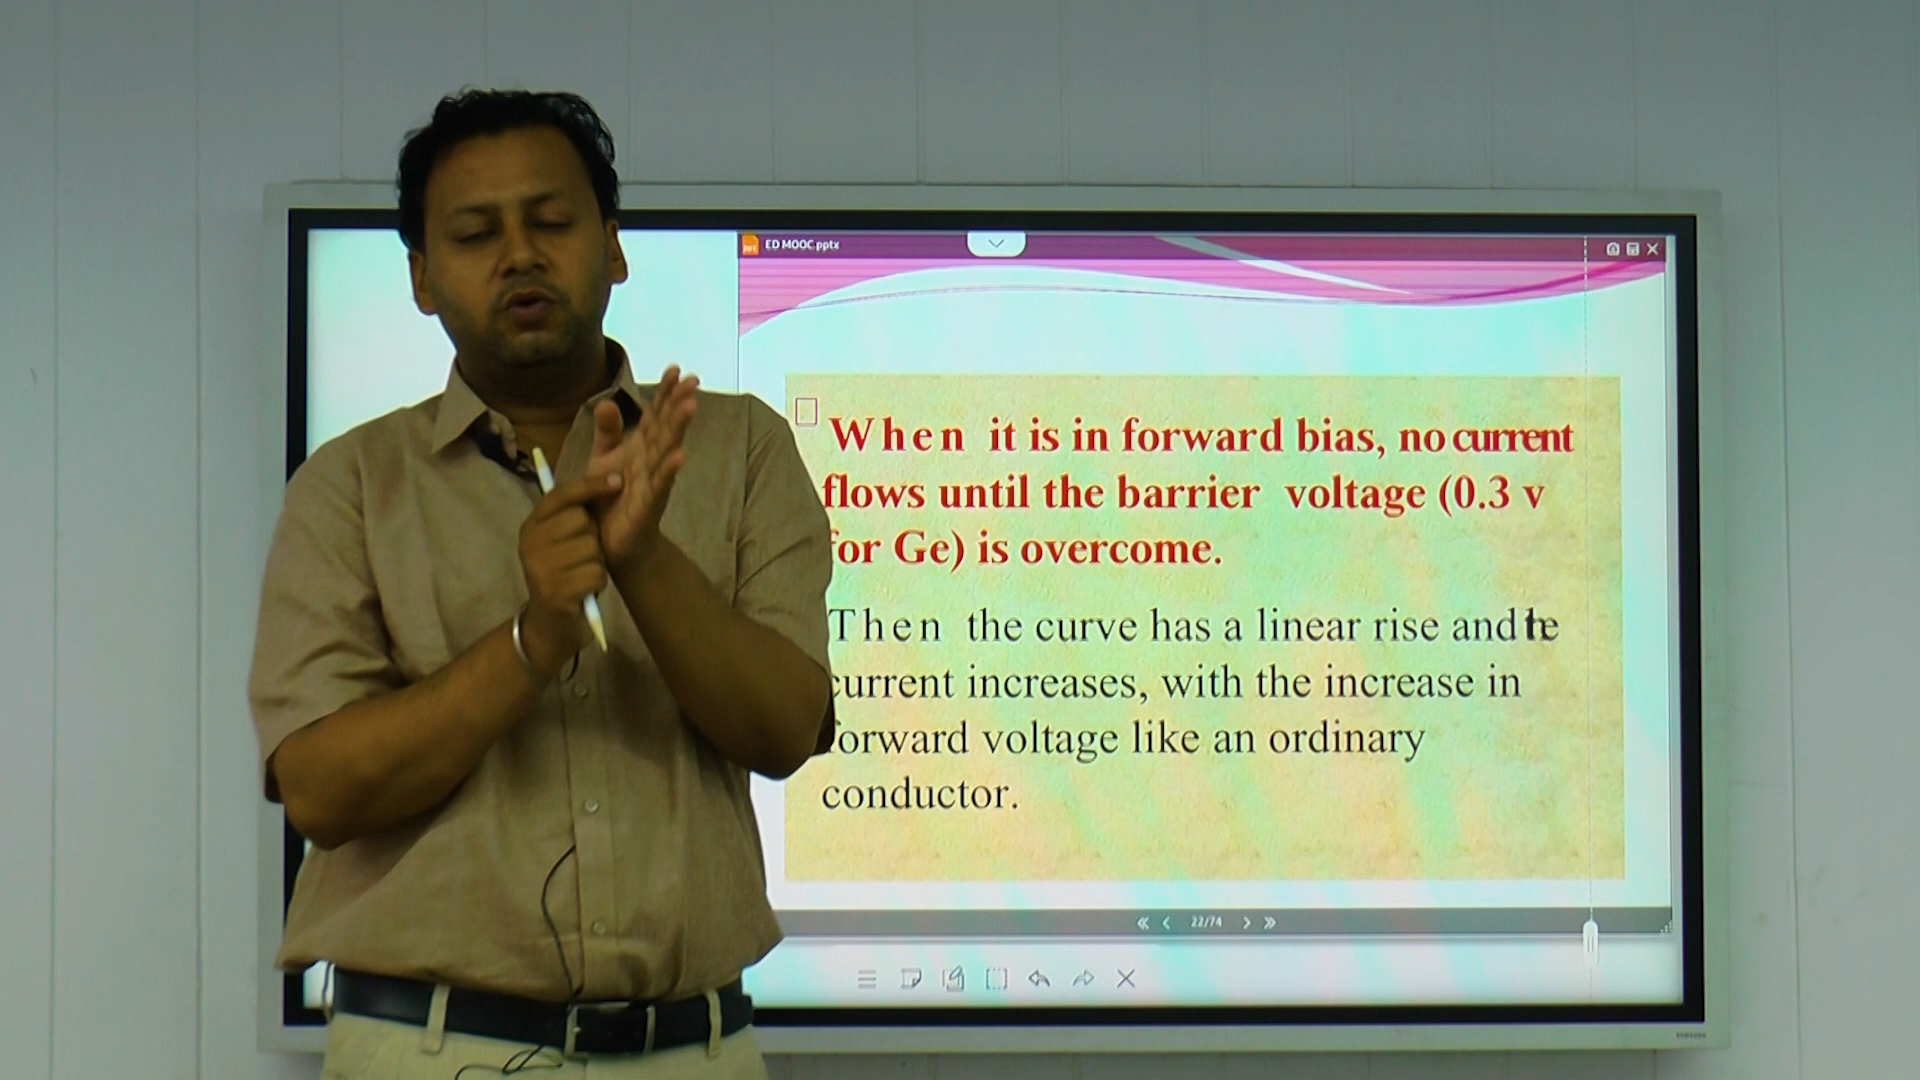 ED MOOC.pptx
When it is in forward bias, no current
flows until the barrier voltage (0.3 v
for Ge) is overcome.
Then the curve has a linear rise and the
current increases, with the increase in
forward voltage like an ordinary
conductor.
22/74
SAMSUNG